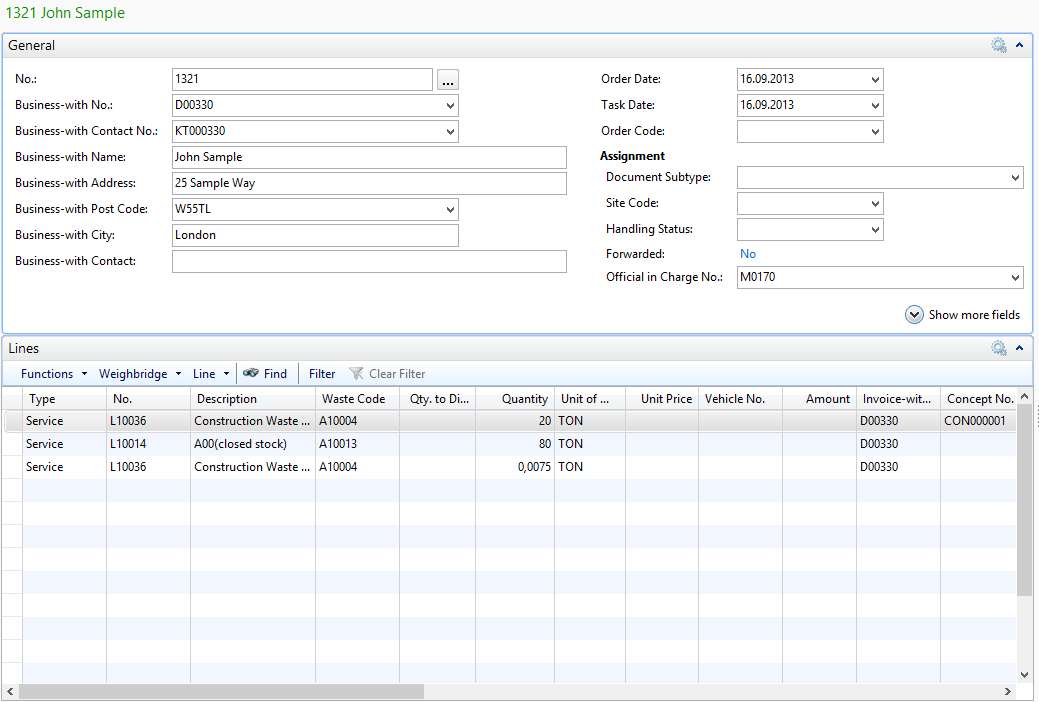 1321 John Sample
General
No.: 1321 ...
Business-with No.: D00330
Business-with Contact No.: KT000330
Business-with Name: John Sample
Business-with Address: 25 Sample Way
Business-with Post Code: W55TL
Business-with City: London
Business-with Contact:
Order Date: 16.09.2013
Task Date: 16.09.2013
Order Code:
Assignment
Document Subtype:
Site Code:
Handling Status:
Forwarded: No
Official in Charge No.: M0170
Show more fields
Lines
Functions Weighbridge Line Find Filter Clear Filter
Type No. Description Waste Code Qty. to Di... Quantity Unit of ... Unit Price Vehicle No. Amount Invoice-wit... Concept No.
Service L10036 Construction Waste ... A10004 20 TON D00330 CON000001
Service L10014 A00(closed stock) A10013 80 TON D00330
Service L10036 Construction Waste ... A10004 0,0075 TON D00330